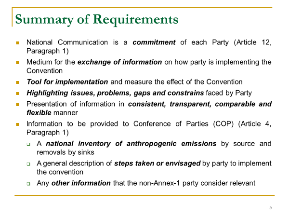 Summary of Requirements
National Communication is a commitment of each Party (Article 12,
Paragraph 1)
Medium for the exchange of information on how party is implementing the
Convention
Tool for implementation and measure the effect of the Convention
Highlighting issues, problems, gaps and constrains faced by Party
Presentation of information in consistent, transparent, comparable and
flexible manner
Information to be provided to Conference of Parties (COP) (Article 4,
Paragraph 1)
A national inventory of anthropogenic emissions by source and
removals by sinks
A general description of steps taken or envisaged by party to implement
the convention
Any other information that the non-Annex-1 party consider relevant